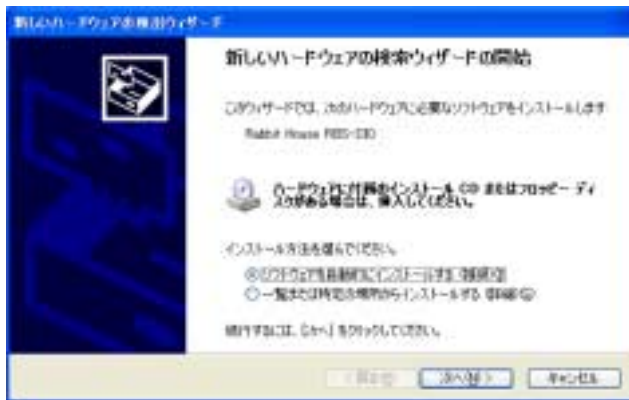 新しいハードウェアの検出ウィザード
新しいハードウェアの検索ウィザードの開始
このウィザードでは、次のハードウェアに必要なソフトウェアをインストールします
Rabbit House
ハードウェアに付属のインストール CD またはフロッピー ディ
スクがある場合は、挿入してください。
インストール方法を選んでください。
ソフトウェアを自動的にインストールする (推奨)(I)
一覧または特定の場所からインストールする (詳細)(S)
続行するには、[次へ] をクリックしてください。
< 戻る(B)
次へ(N) >
キャンセル